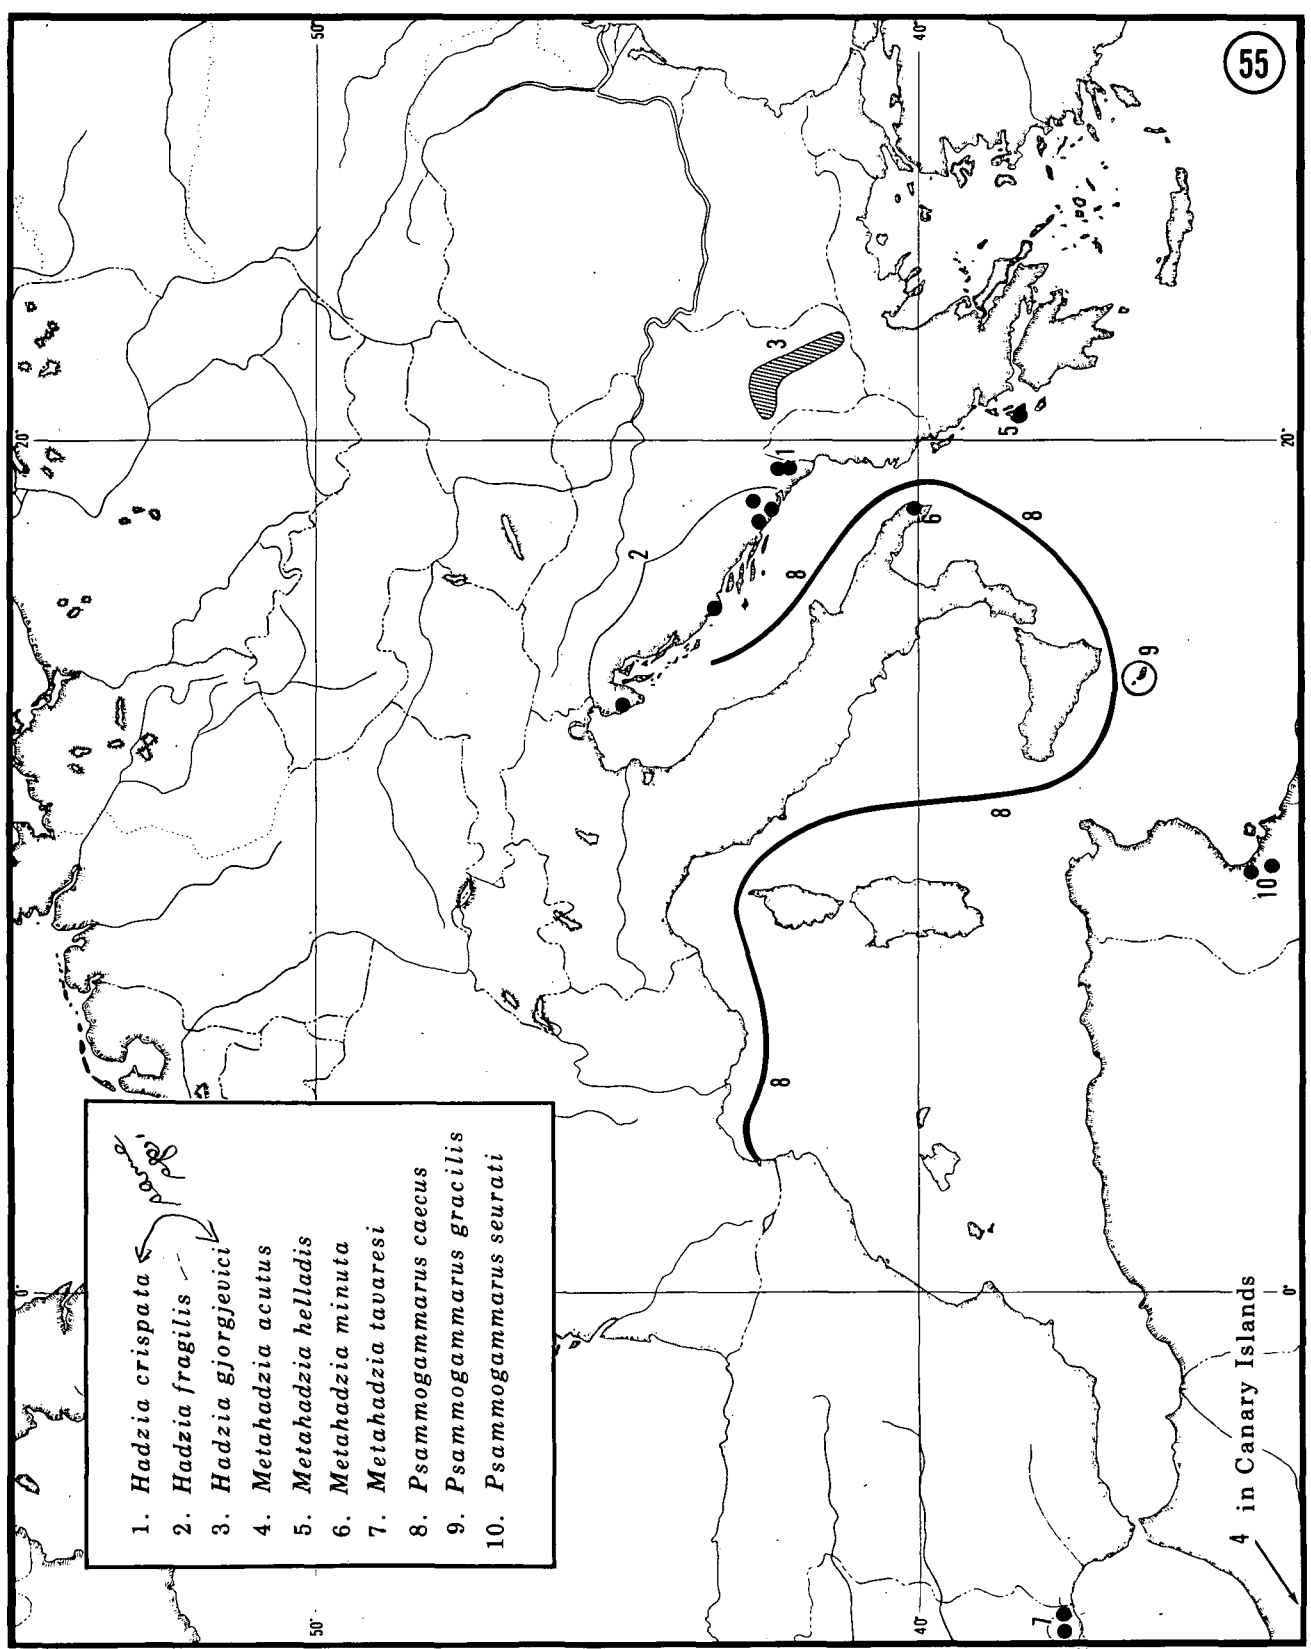 55
1. Hadzia crispata
2. Hadzia fragilis
3. Hadzia gjorgjevici
4. Metahadzia acutus
5. Metahadzia helladis
6. Metahadzia minuta
7. Metahadzia tavaresi
8. Psammogammarus caecus
9. Psammogammarus gracilis
10. Psammogammarus seurati
same
50°
40°
20°
20°
0°
0°
50°
40°
1
2
3
5
6
7
8
8
8
8
9
10
4 in Canary Islands